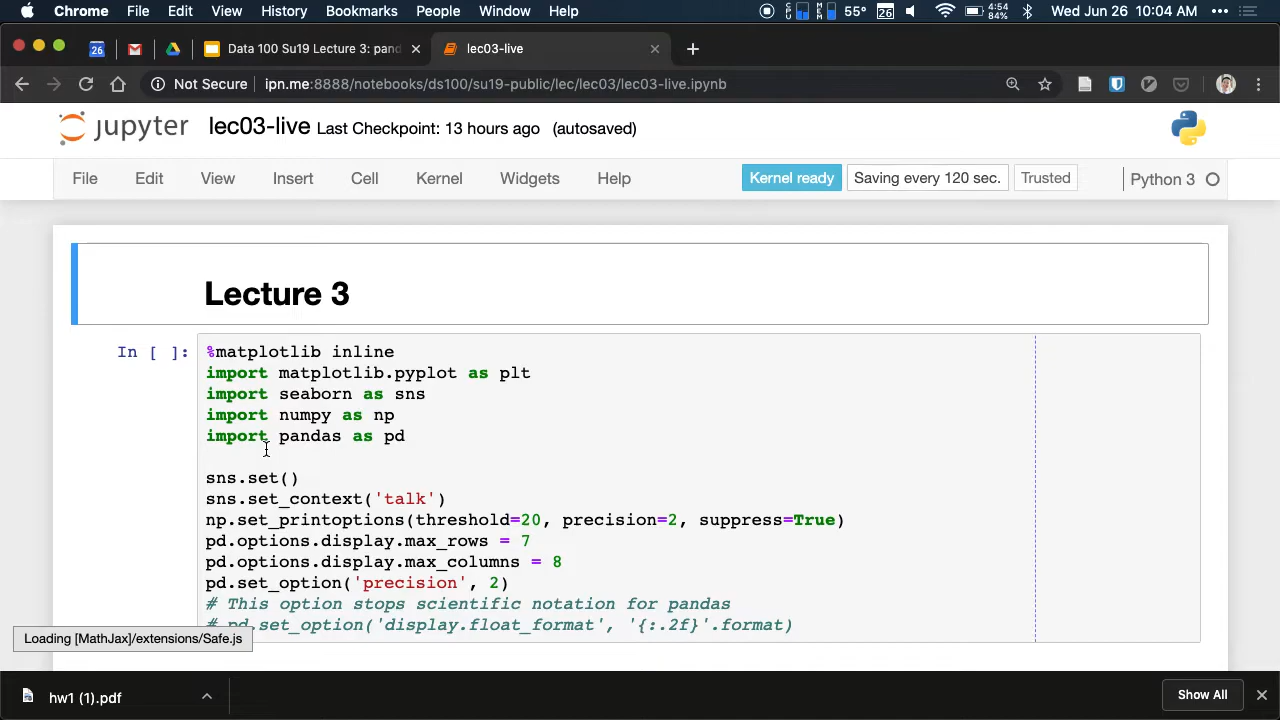 Chrome File Edit View History Bookmarks People Window Help 55° 26 4:54 84% Wed Jun 26 10:04 AM
26 Data 100 Su19 Lecture 3: pand × lec03-live × +
Not Secure ipn.me:8888/notebooks/ds100/su19-public/lec/lec03/lec03-live.ipynb
jupyter lec03-live Last Checkpoint: 13 hours ago (autosaved)
File Edit View Insert Cell Kernel Widgets Help Kernel ready Saving every 120 sec. Trusted Python 3
Lecture 3
In [ ]: %matplotlib inline
import matplotlib.pyplot as plt
import seaborn as sns
import numpy as np
import pandas as pd
sns.set()
sns.set_context('talk')
np.set_printoptions(threshold=20, precision=2, suppress=True)
pd.options.display.max_rows = 7
pd.options.display.max_columns = 8
pd.set_option('precision', 2)
# This option stops scientific notation for pandas
# pd.set_option('display.float_format', '{:.2f}'.format)
Loading [MathJax]/extensions/Safe.js
hw1 (1).pdf Show All